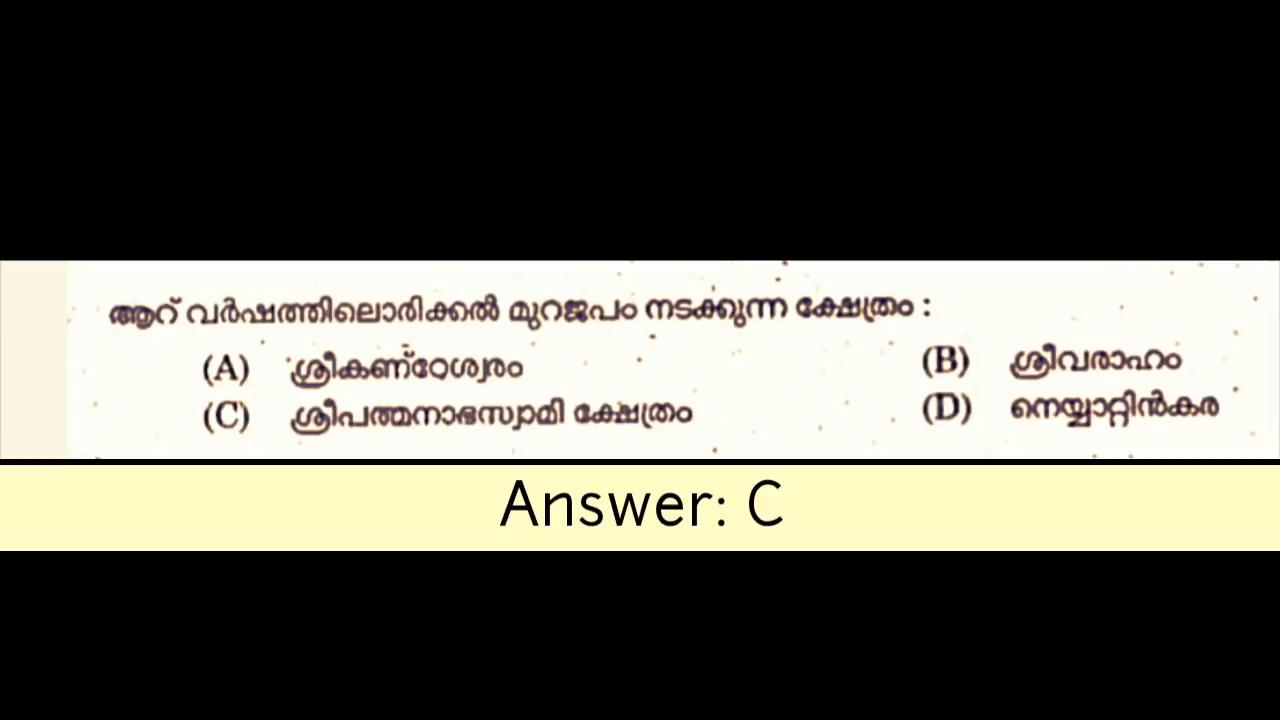 ആറ് വർഷത്തിലൊരിക്കൽ മുറജപം നടക്കുന്ന ക്ഷേത്രം :
(A) ശ്രീകണ്ഠേശ്വരം (B) ശ്രീവരാഹം
(C) ശ്രീപത്മനാഭസ്വാമി ക്ഷേത്രം (D) നെയ്യാറ്റിൻകര
Answer: C